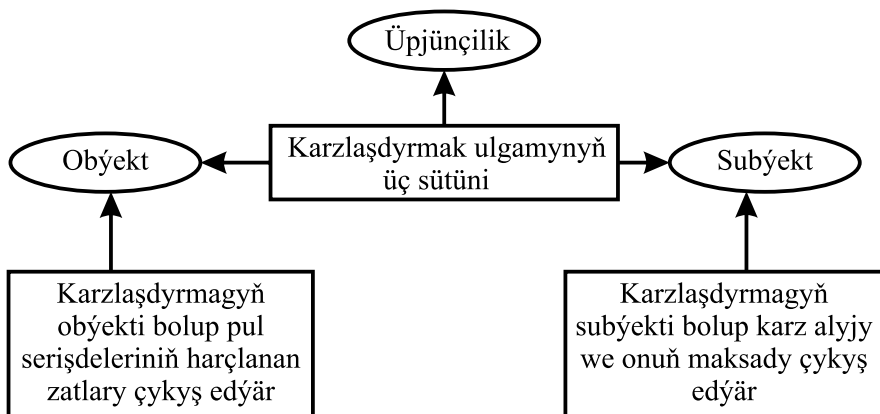 Üpjünçilik
Obýekt
Karzlaşdyrmak ulgamynyň
üç sütüni
Subýekt
Karzlaşdyrmagyň
obýekti bolup pul
serişdeleriniň harçlanan
zatlary çykyş edýär
Karzlaşdyrmagyň
subýekti bolup karz alyjy
we onuň maksady çykyş
edýär